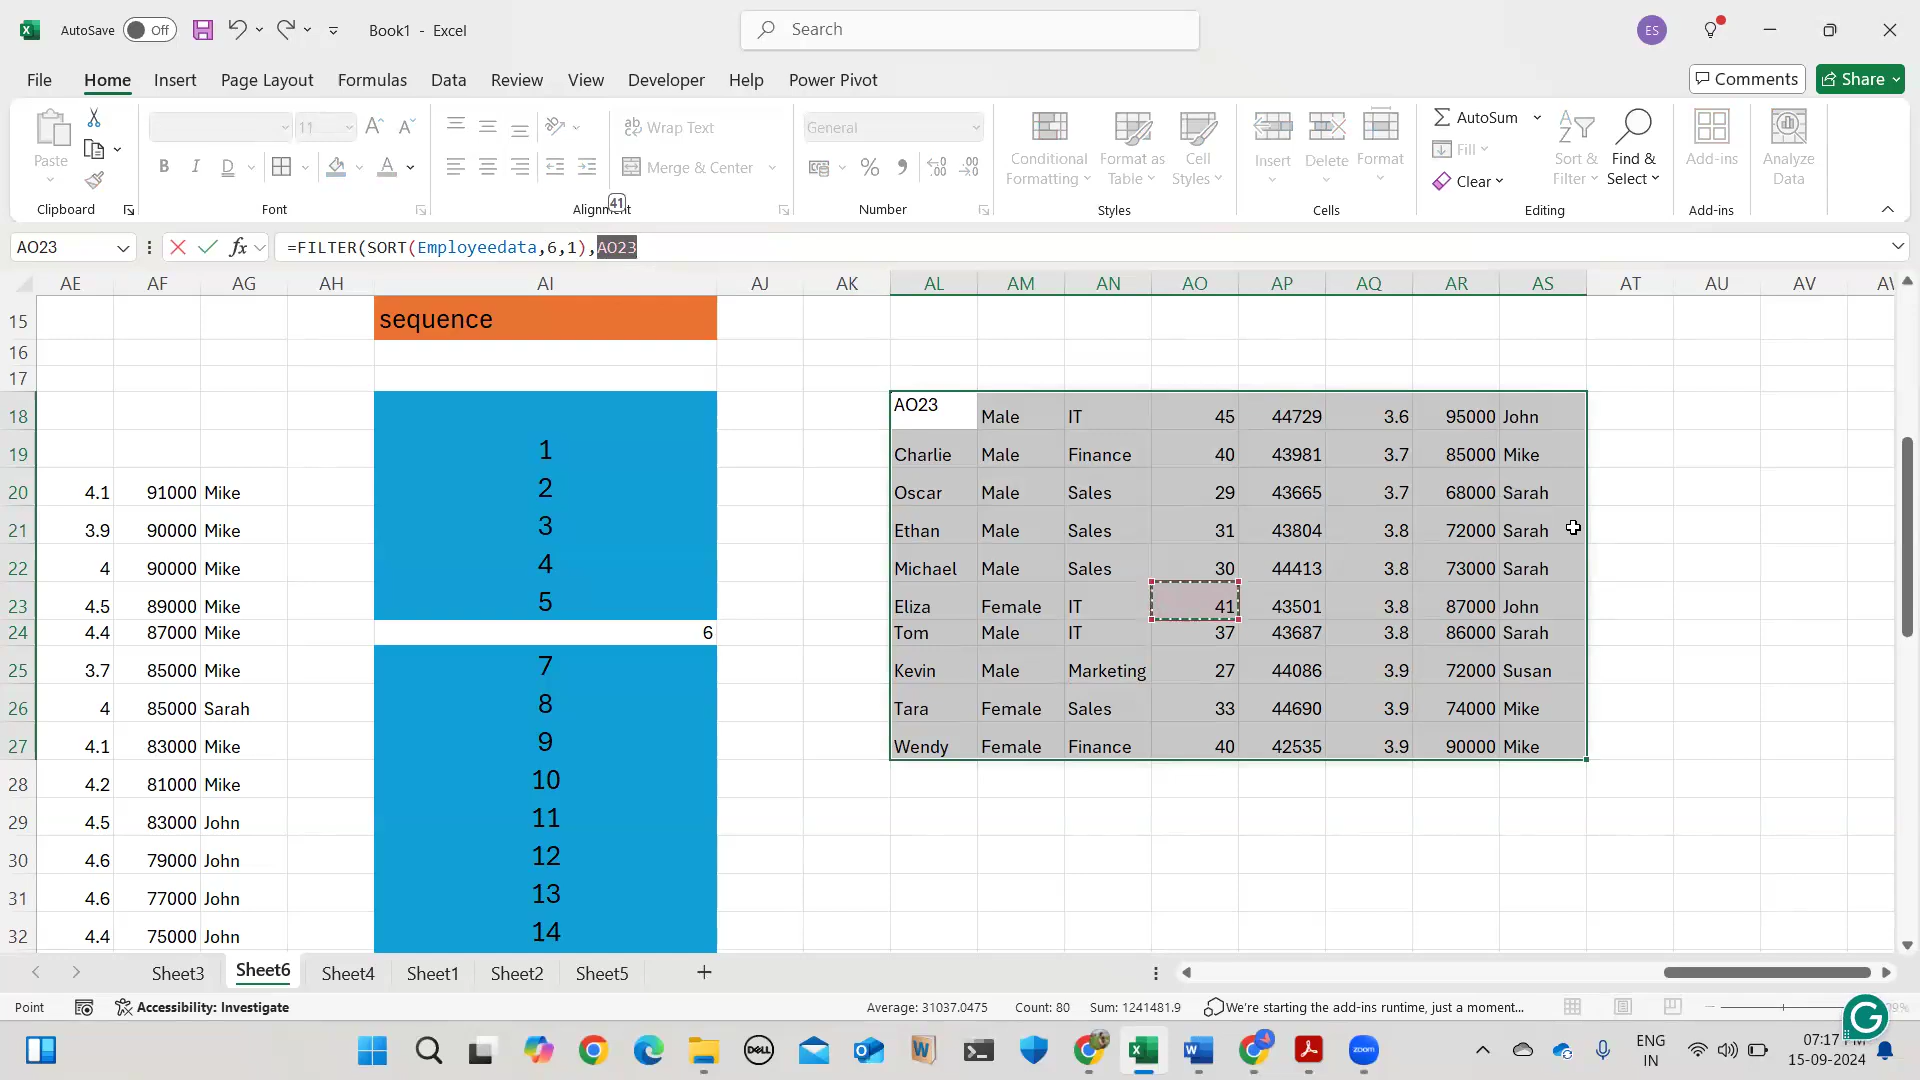 AutoSave Off Book1 - Excel Search ES
File Home Insert Page Layout Formulas Data Review View Developer Help Power Pivot Comments Share
Paste 11 Wrap Text General Conditional Formatting Format as Table Cell Styles Insert Delete Format AutoSum Fill Clear Sort & Filter Find & Select Add-ins Analyze Data
B I D Merge & Center
Clipboard Font Alignment 41 Number Styles Cells Editing Add-ins
AO23 fx =FILTER(SORT(Employeedata,6,1),AO23
AE AF AG AH AI AJ AK AL AM AN AO AP AQ AR AS AT AU AV
15 sequence
16
17
18 AO23 Male IT 45 44729 3.6 95000 John
19 1 Charlie Male Finance 40 43981 3.7 85000 Mike
20 4.1 91000 Mike 2 Oscar Male Sales 29 43665 3.7 68000 Sarah
21 3.9 90000 Mike 3 Ethan Male Sales 31 43804 3.8 72000 Sarah
22 4 90000 Mike 4 Michael Male Sales 30 44413 3.8 73000 Sarah
23 4.5 89000 Mike 5 Eliza Female IT 41 43501 3.8 87000 John
24 4.4 87000 Mike 6 Tom Male IT 37 43687 3.8 86000 Sarah
25 3.7 85000 Mike 7 Kevin Male Marketing 27 44086 3.9 72000 Susan
26 4 85000 Sarah 8 Tara Female Sales 33 44690 3.9 74000 Mike
27 4.1 83000 Mike 9 Wendy Female Finance 40 42535 3.9 90000 Mike
28 4.2 81000 Mike 10
29 4.5 83000 John 11
30 4.6 79000 John 12
31 4.6 77000 John 13
32 4.4 75000 John 14
Sheet3 Sheet6 Sheet4 Sheet1 Sheet2 Sheet5
Point Accessibility: Investigate Average: 31037.0475 Count: 80 Sum: 1241481.9 We're starting the add-ins runtime, just a moment...
DELL zoom ENG 07:17
IN 15-09-2024